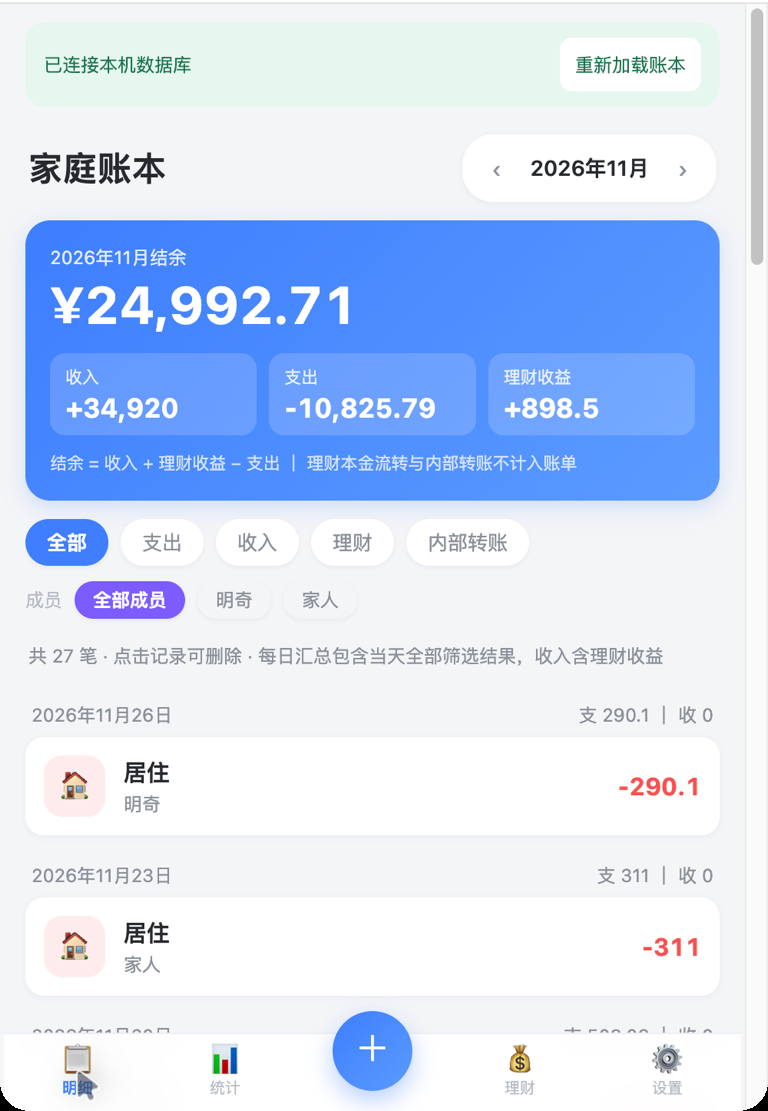 已连接本机数据库
重新加载账本
家庭账本
‹ 2026年11月 ›
2026年11月结余
¥24,992.71
收入 支出 理财收益
+34,920 -10,825.79 +898.5
结余 = 收入 + 理财收益 − 支出 | 理财本金流转与内部转账不计入账单
全部 支出 收入 理财 内部转账
成员 全部成员 明奇 家人
共 27 笔 · 点击记录可删除 · 每日汇总包含当天全部筛选结果，收入含理财收益
2026年11月26日 支 290.1 | 收 0
居住
明奇
-290.1
2026年11月23日 支 311 | 收 0
居住
家人
-311
明细 统计 + 理财 设置